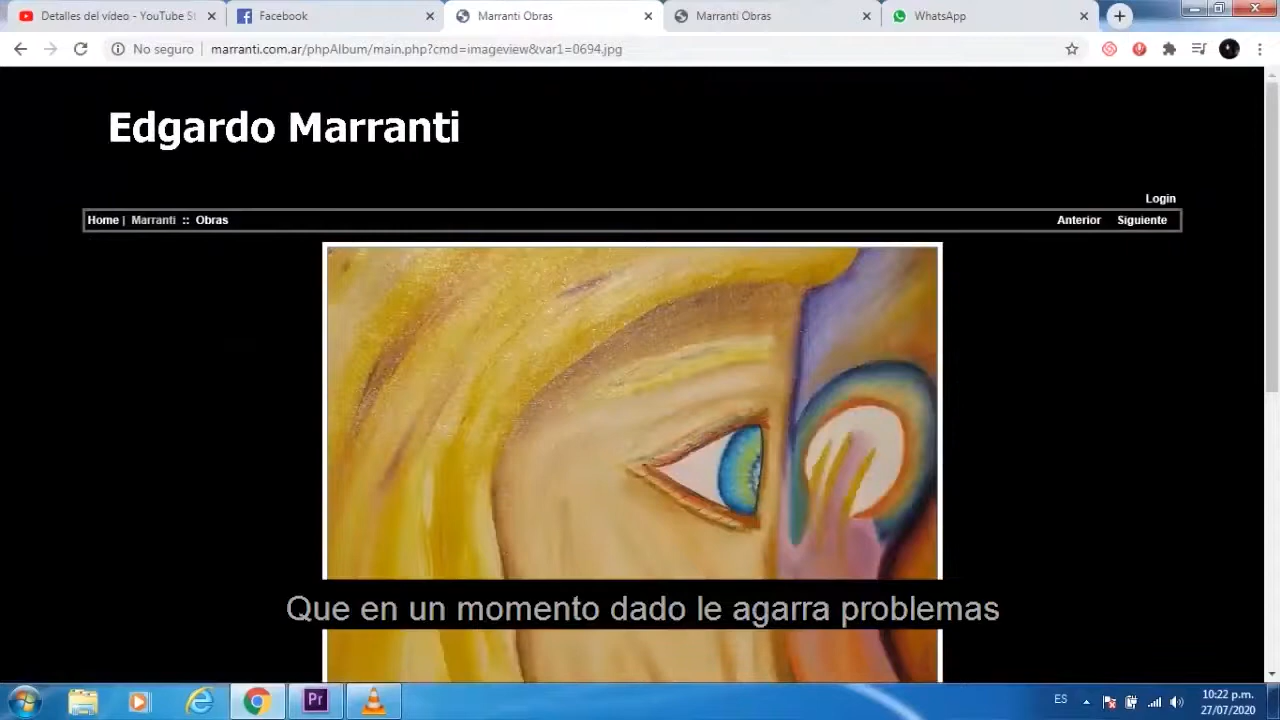 Detalles del vídeo - YouTube St
Facebook
Marranti Obras
Marranti Obras
WhatsApp
No seguro
marranti.com.ar/phpAlbum/main.php?cmd=imageview&var1=0694.jpg
Edgardo Marranti
Login
Home | Marranti :: Obras
Anterior Siguiente
Que en un momento dado le agarra problemas
Pr
ES
10:22 p.m.
27/07/2020